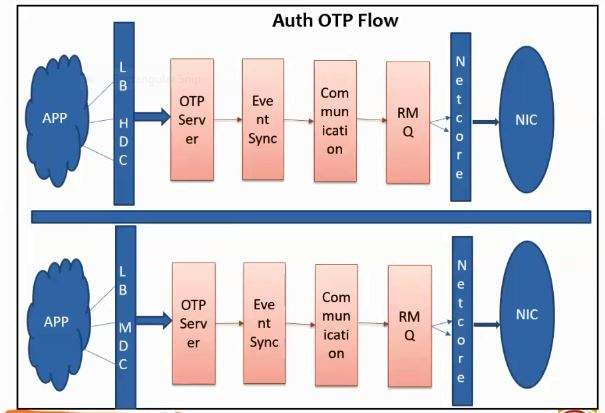 Auth OTP Flow
APP
L
B
H
D
C
OTP
Serv
er
Eve
nt
Sync
Com
mun
icati
on
RM
Q
N
e
t
c
o
r
e
NIC
APP
L
B
M
D
C
OTP
Serv
er
Eve
nt
Sync
Com
mun
icati
on
RM
Q
N
e
t
c
o
r
e
NIC